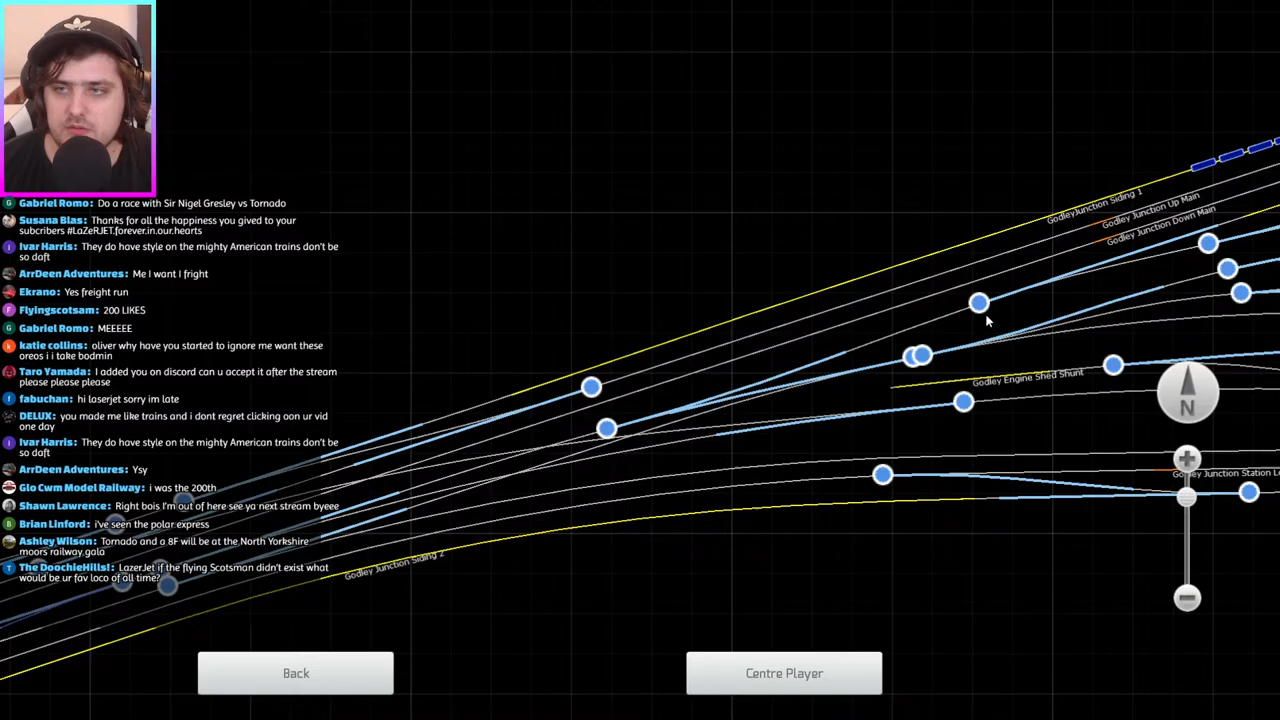 G Gabriel Romo: Do a race with Sir Nigel Gresley vs Tornado
Susana Blas: Thanks for all the happiness you gived to your
subcribers #LaZeRJET.forever.in.our.hearts
I Ivar Harris: They do have style on the mighty American trains don't be
so daft
ArrDeen Adventures: Me I want I fright
Ekrano: Yes freight run
F Flyingscotsam: 200 LIKES
G Gabriel Romo: MEEEEE
katie collins: oliver why have you started to ignore me want these
oreos i i take bodmin
Taro Yamada: I added you on discord can u accept it after the stream
please please please
f fabuchan: hi laserjet sorry im late
DELUX: you made me like trains and i dont regret clicking oon ur vid
one day
I Ivar Harris: They do have style on the mighty American trains don't be
so daft
ArrDeen Adventures: Ysy
Glo Cwm Model Railway: i was the 200th
Shawn Lawrence: Right bois I'm out of here see ya next stream byeee
B Brian Linford: i've seen the polar express
Ashley Wilson: Tornado and a 8F will be at the North Yorkshire
moors railway.gala
T The DoochieHills!: LazerJet if the flying Scotsman didn't exist what
would be ur fav loco of all time?
GodleyJunction Siding 1
Godley Junction Up Main
Godley Junction Down Main
Godley Engine Shed Shunt
Godley Junction Station
Godley Junction Siding 2
N
+
−
Back
Centre Player